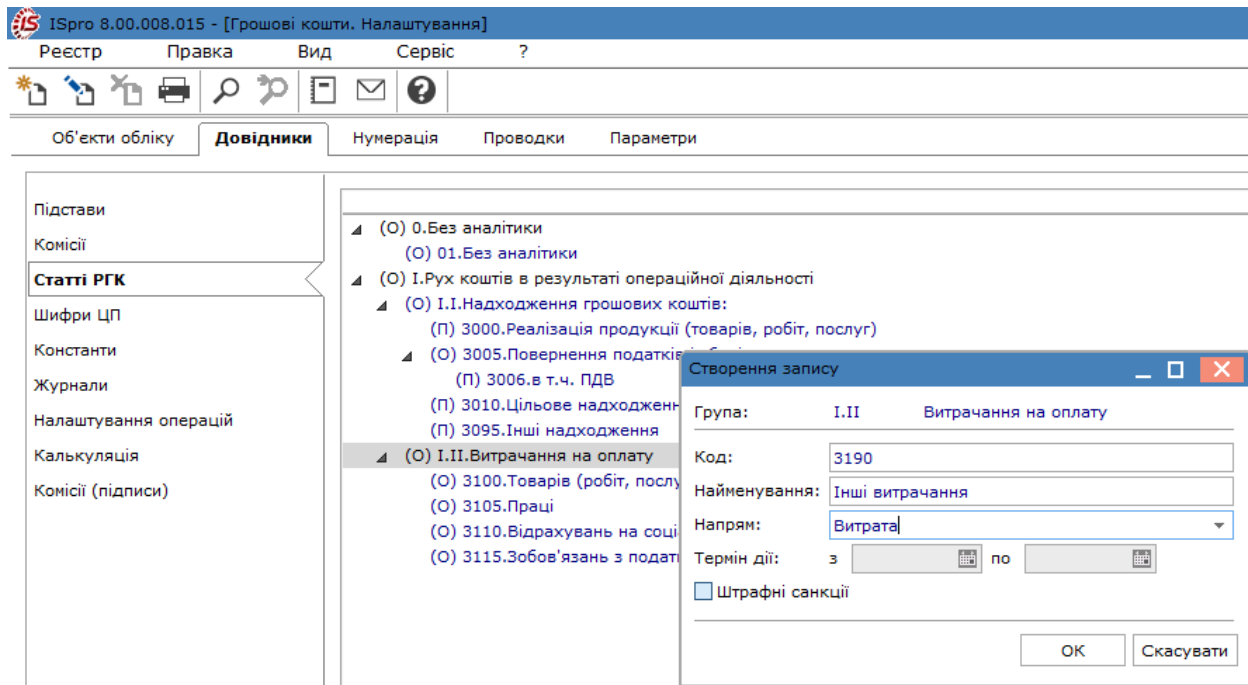 ISpro 8.00.008.015 - [Грошові кошти. Налаштування]
Реєстр Правка Вид Сервіс ?
Об'єкти обліку Довідники Нумерація Проводки Параметри
Підстави
Комісії
Статті РГК
Шифри ЦП
Константи
Журнали
Налаштування операцій
Калькуляція
Комісії (підписи)
(О) 0.Без аналітики
(О) 01.Без аналітики
(О) I.Рух коштів в результаті операційної діяльності
(О) I.I.Надходження грошових коштів:
(П) 3000.Реалізація продукції (товарів, робіт, послуг)
(О) 3005.Повернення податків і
(П) 3006.в т.ч. ПДВ
(П) 3010.Цільове надходженн
(П) 3095.Інші надходження
(О) I.II.Витрачання на оплату
(О) 3100.Товарів (робіт, послу
(О) 3105.Праці
(О) 3110.Відрахувань на соці
(О) 3115.Зобов'язань з подат
Створення запису
Група: I.II Витрачання на оплату
Код: 3190
Найменування: Інші витрачання
Напрям: Витрата
Термін дії: з по
Штрафні санкції
OK Скасувати